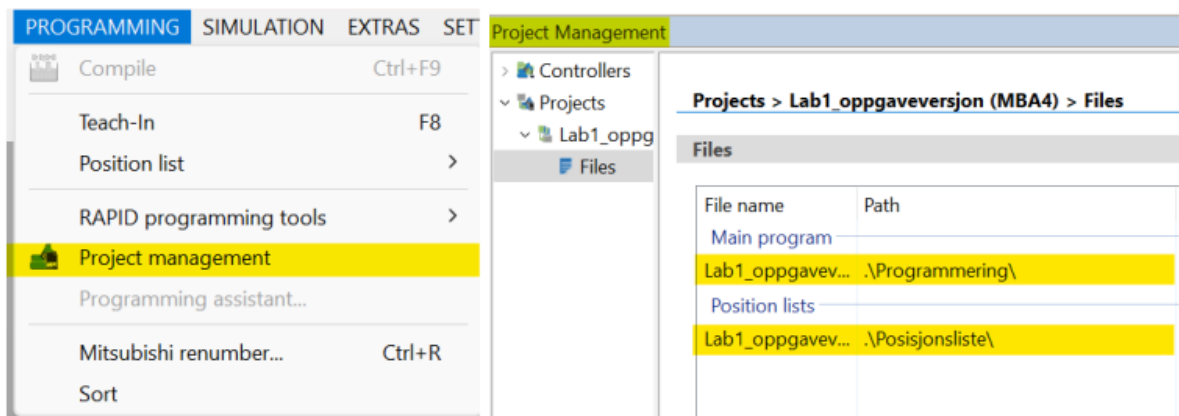 PROGRAMMING SIMULATION EXTRAS SET
Compile Ctrl+F9
Teach-In F8
Position list
RAPID programming tools
Project management
Programming assistant...
Mitsubishi renumber... Ctrl+R
Sort
Project Management
Controllers
Projects
Lab1_oppg
Files
Projects > Lab1_oppgaveversjon (MBA4) > Files
Files
File name Path
Main program
Lab1_oppgavev... .\Programmering\
Position lists
Lab1_oppgavev... .\Posisjonsliste\